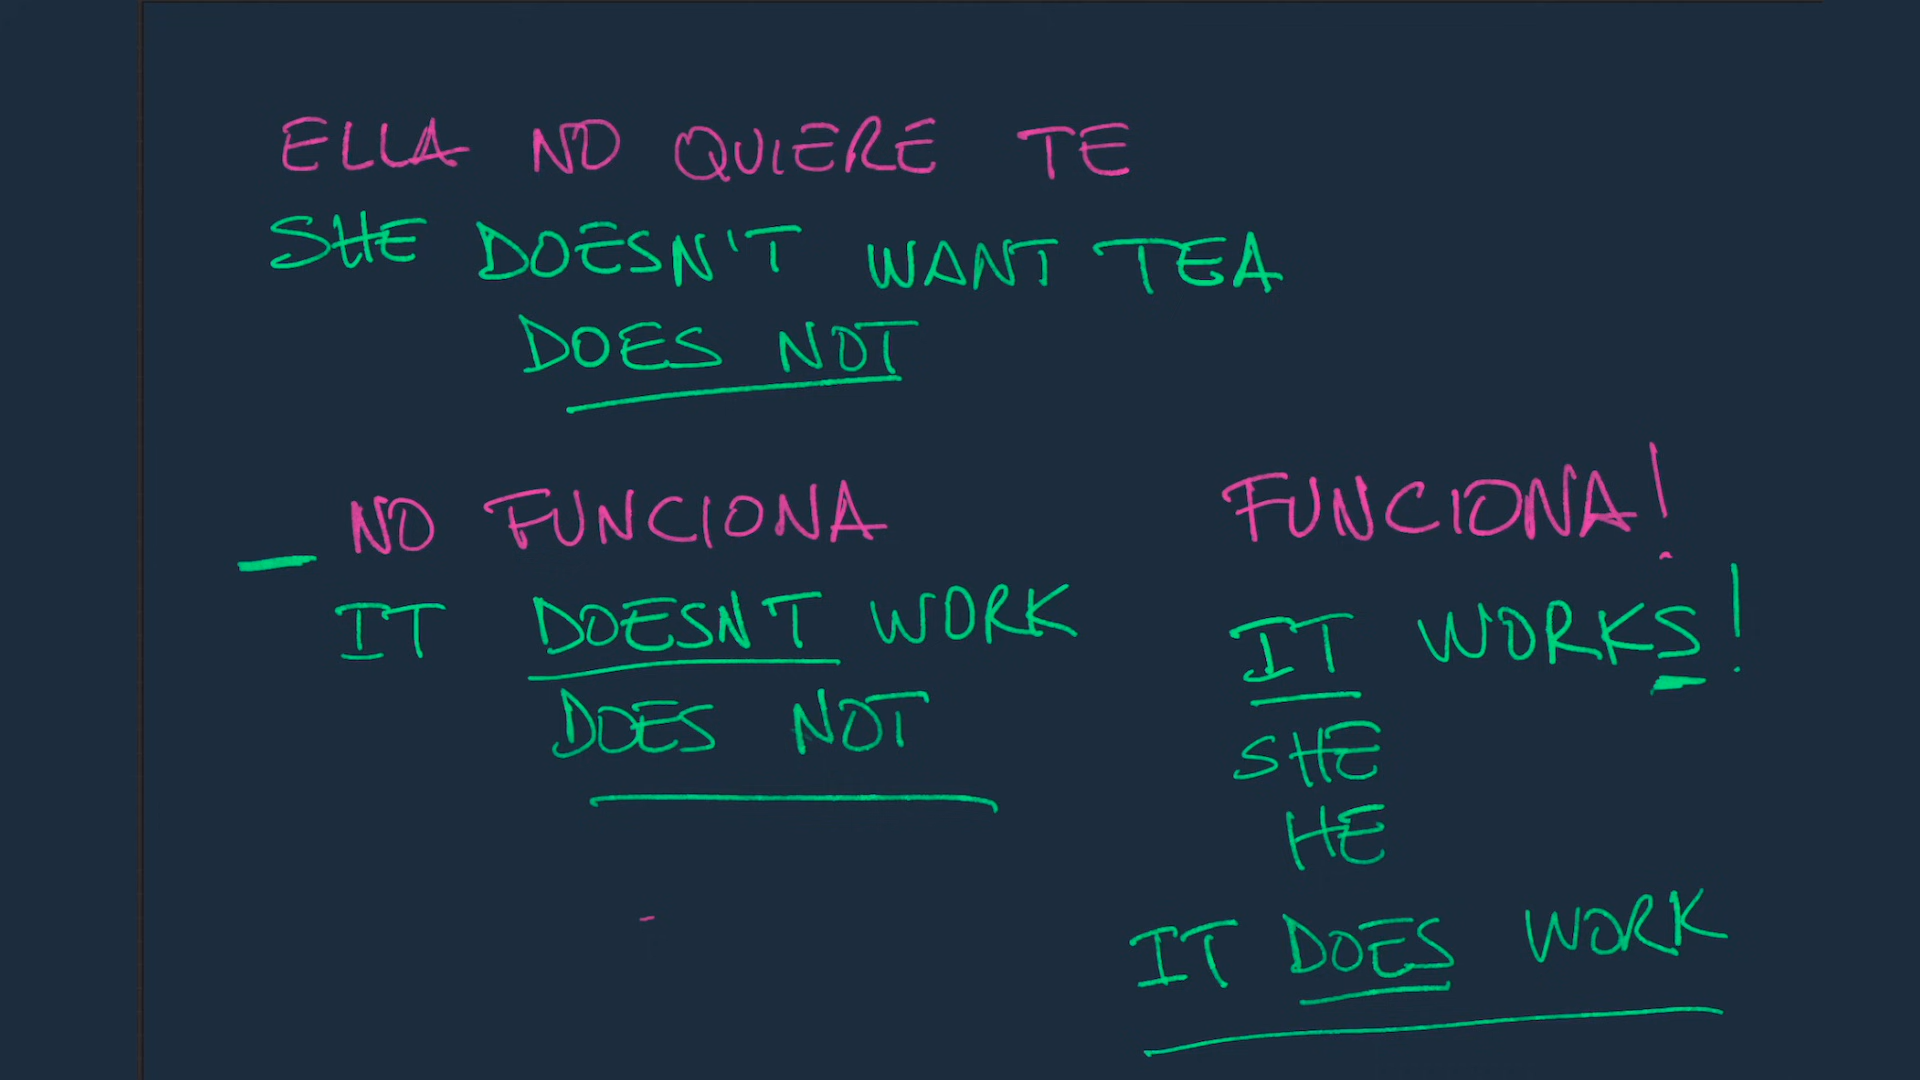 ELLA NO QUIERE TE
SHE DOESN'T WANT TEA
DOES NOT
NO FUNCIONA
IT DOESN'T WORK
DOES NOT
FUNCIONA!
IT WORKS!
SHE
HE
IT DOES WORK